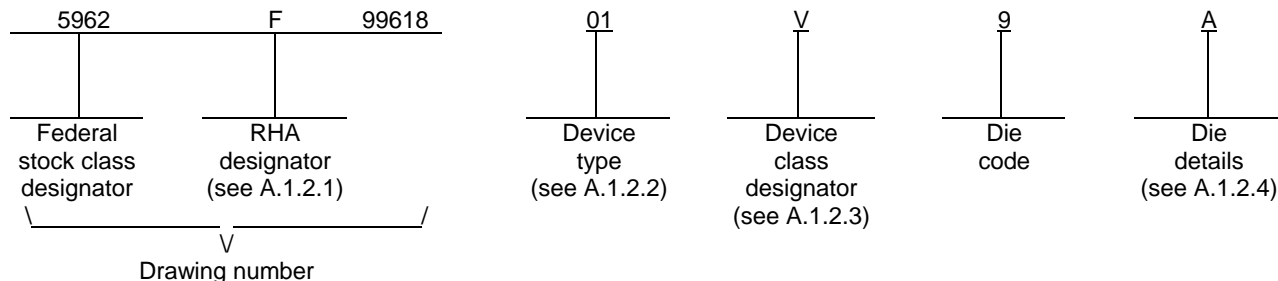 5962 F 99618 01 V 9 A
Federal stock class designator
RHA designator (see A.1.2.1)
Device type (see A.1.2.2)
Device class designator (see A.1.2.3)
Die code
Die details (see A.1.2.4)
Drawing number